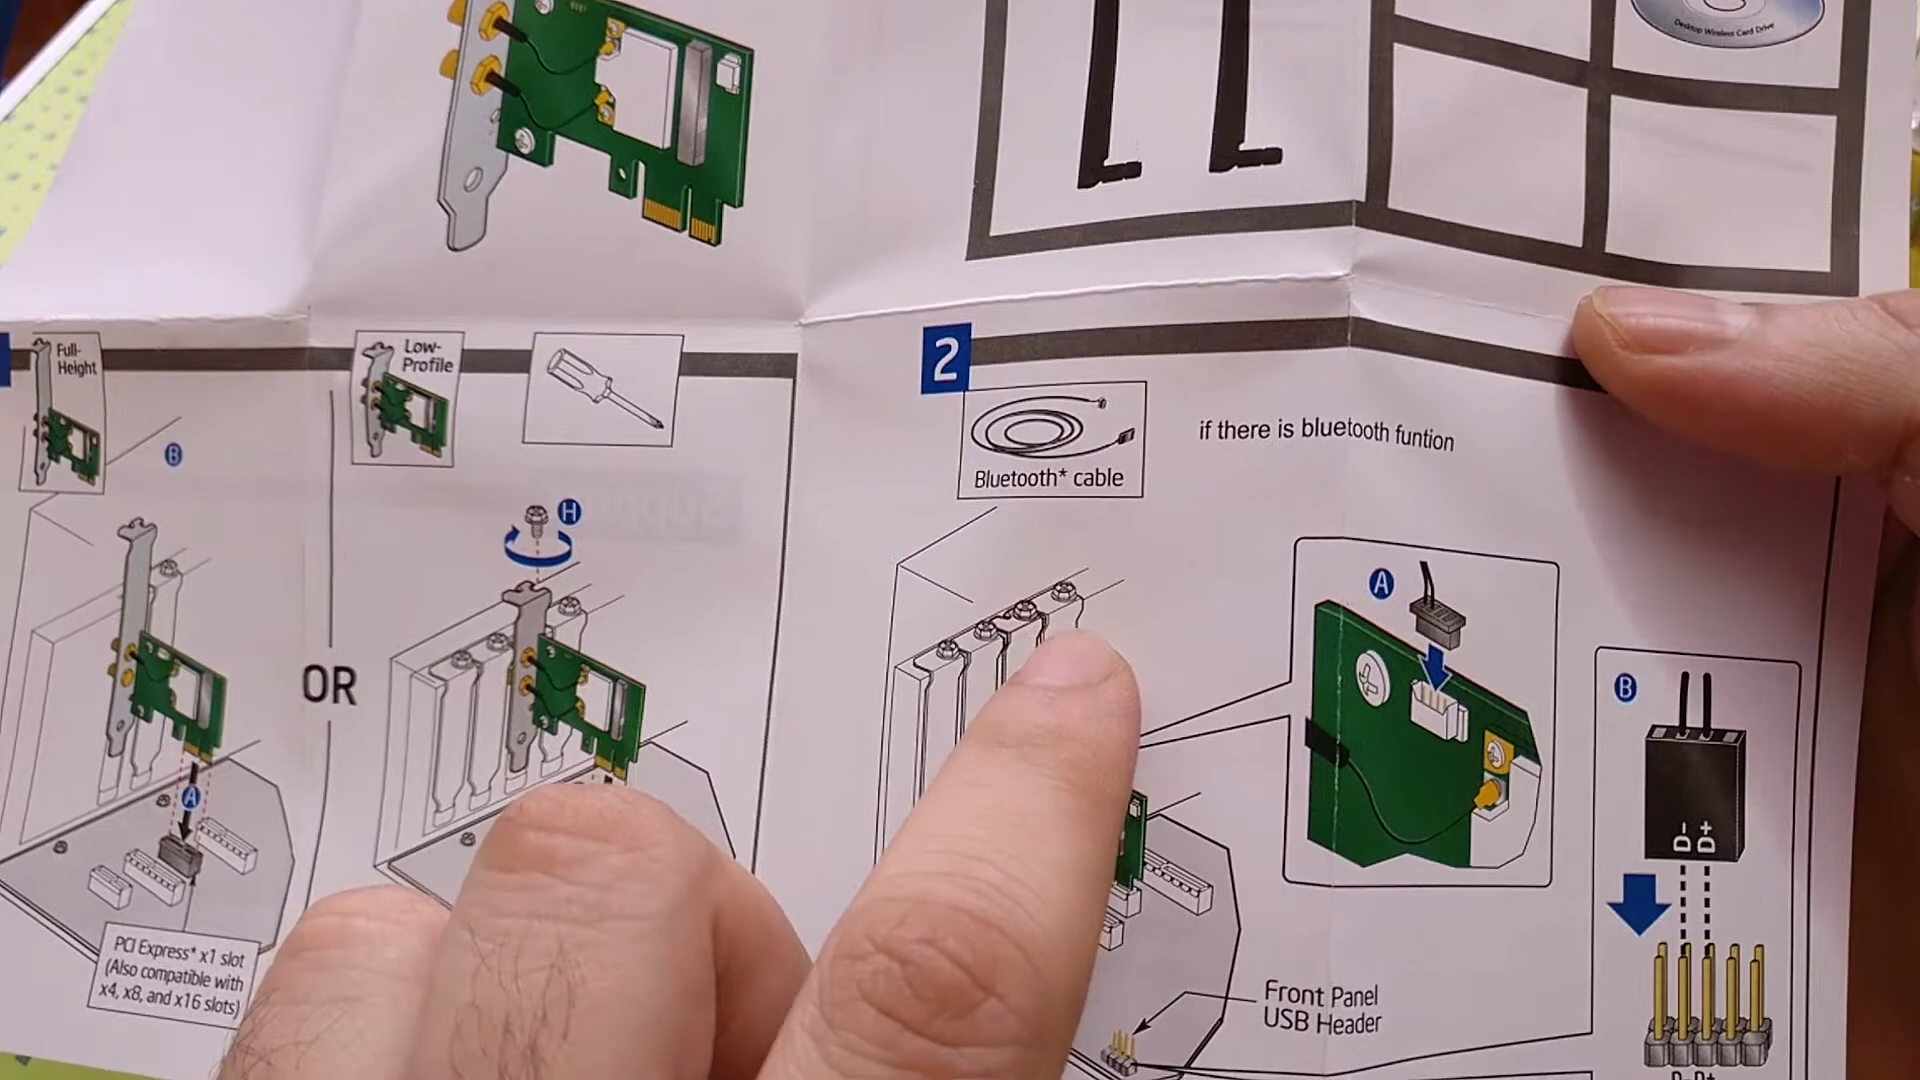 Desktop Wireless Card Drive
Full-
Height
B
Low-
Profile
H
OR
A
PCI Express* x1 slot
(Also compatible with
x4, x8, and x16 slots)
2
Bluetooth* cable
if there is bluetooth funtion
A
B
D-
D+
Front Panel
USB Header
D- D+